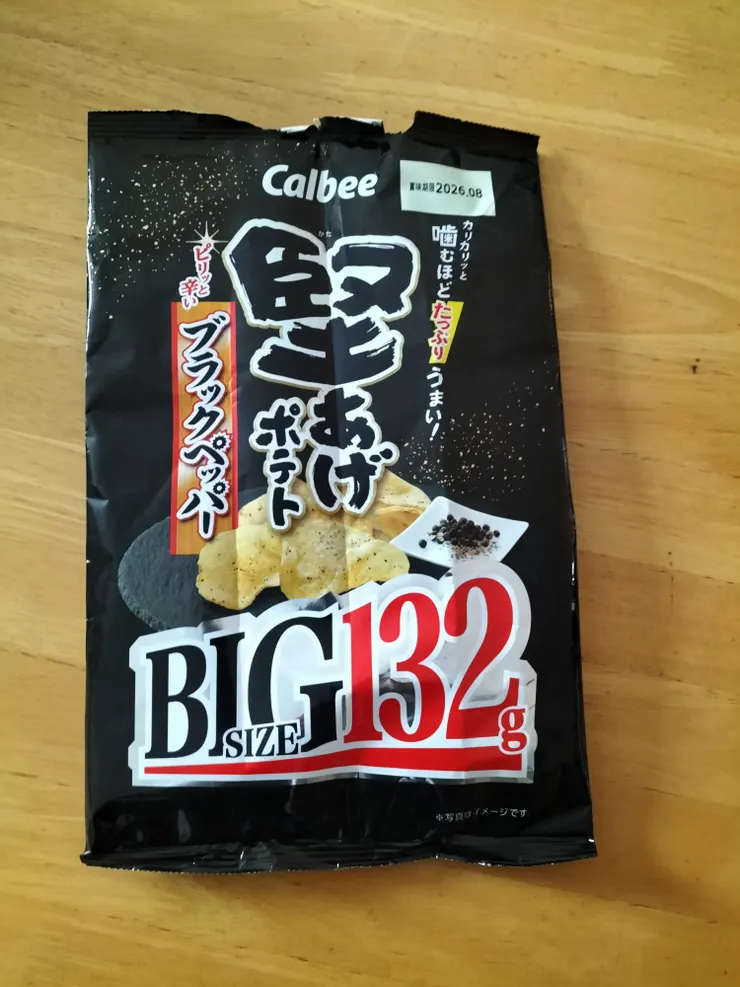 Calbee
賞味期限2026.08
カリカリッと
噛むほどたっぷりうまい!
かた
堅あげ
ポテト
ピリッと
辛い
ブラックペッパー
BIG
SIZE
132g
※写真はイメージです